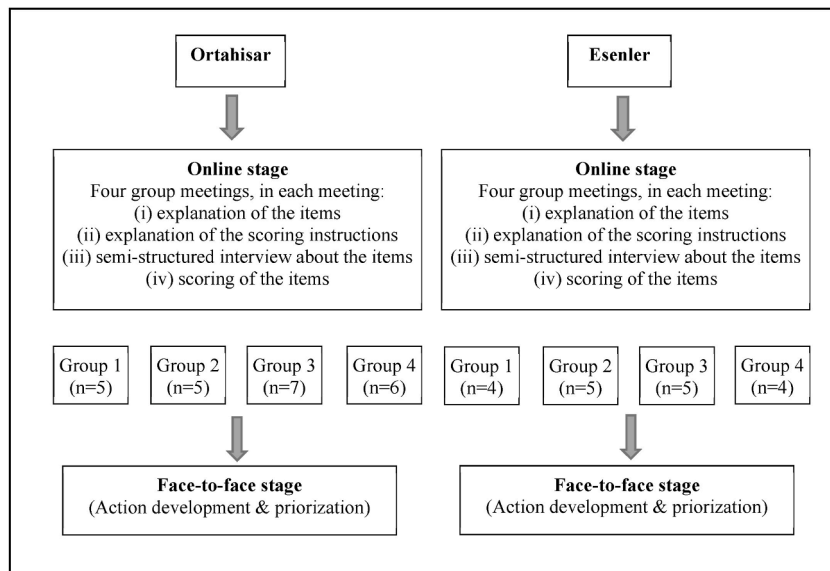 Ortahisar
Online stage
Four group meetings, in each meeting:
(i) explanation of the items
(ii) explanation of the scoring instructions
(iii) semi-structured interview about the items
(iv) scoring of the items
Group 1
(n=5)
Group 2
(n=5)
Group 3
(n=7)
Group 4
(n=6)
Face-to-face stage
(Action development & priorization)
Esenler
Online stage
Four group meetings, in each meeting:
(i) explanation of the items
(ii) explanation of the scoring instructions
(iii) semi-structured interview about the items
(iv) scoring of the items
Group 1
(n=4)
Group 2
(n=5)
Group 3
(n=5)
Group 4
(n=4)
Face-to-face stage
(Action development & priorization)